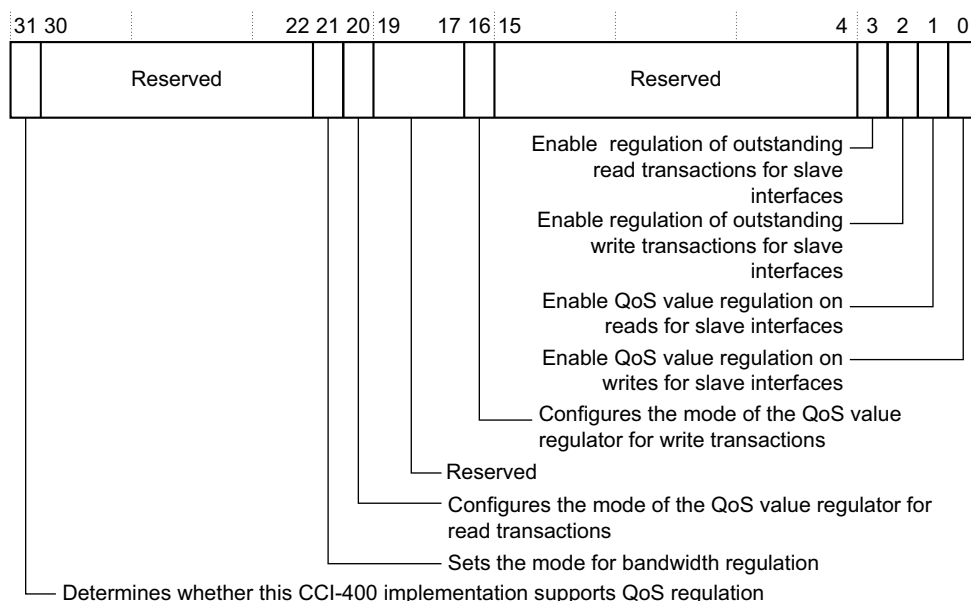 31 30 22 21 20 19 17 16 15 4 3 2 1 0
Reserved Reserved
Enable regulation of outstanding
read transactions for slave
interfaces
Enable regulation of outstanding
write transactions for slave
interfaces
Enable QoS value regulation on
reads for slave interfaces
Enable QoS value regulation on
writes for slave interfaces
Configures the mode of the QoS value
regulator for write transactions
Reserved
Configures the mode of the QoS value regulator for
read transactions
Sets the mode for bandwidth regulation
Determines whether this CCI-400 implementation supports QoS regulation